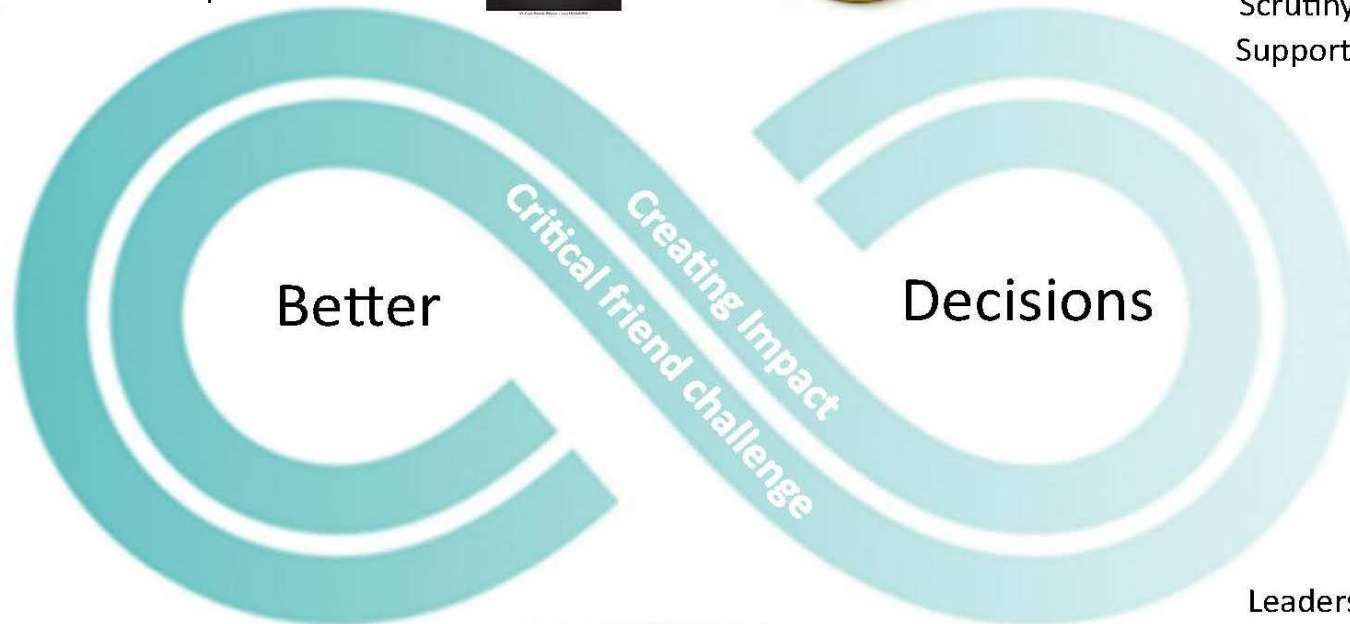 Scrutiny
Support
Creating Impact
Critical friend challenge
Better
Decisions
Leaders